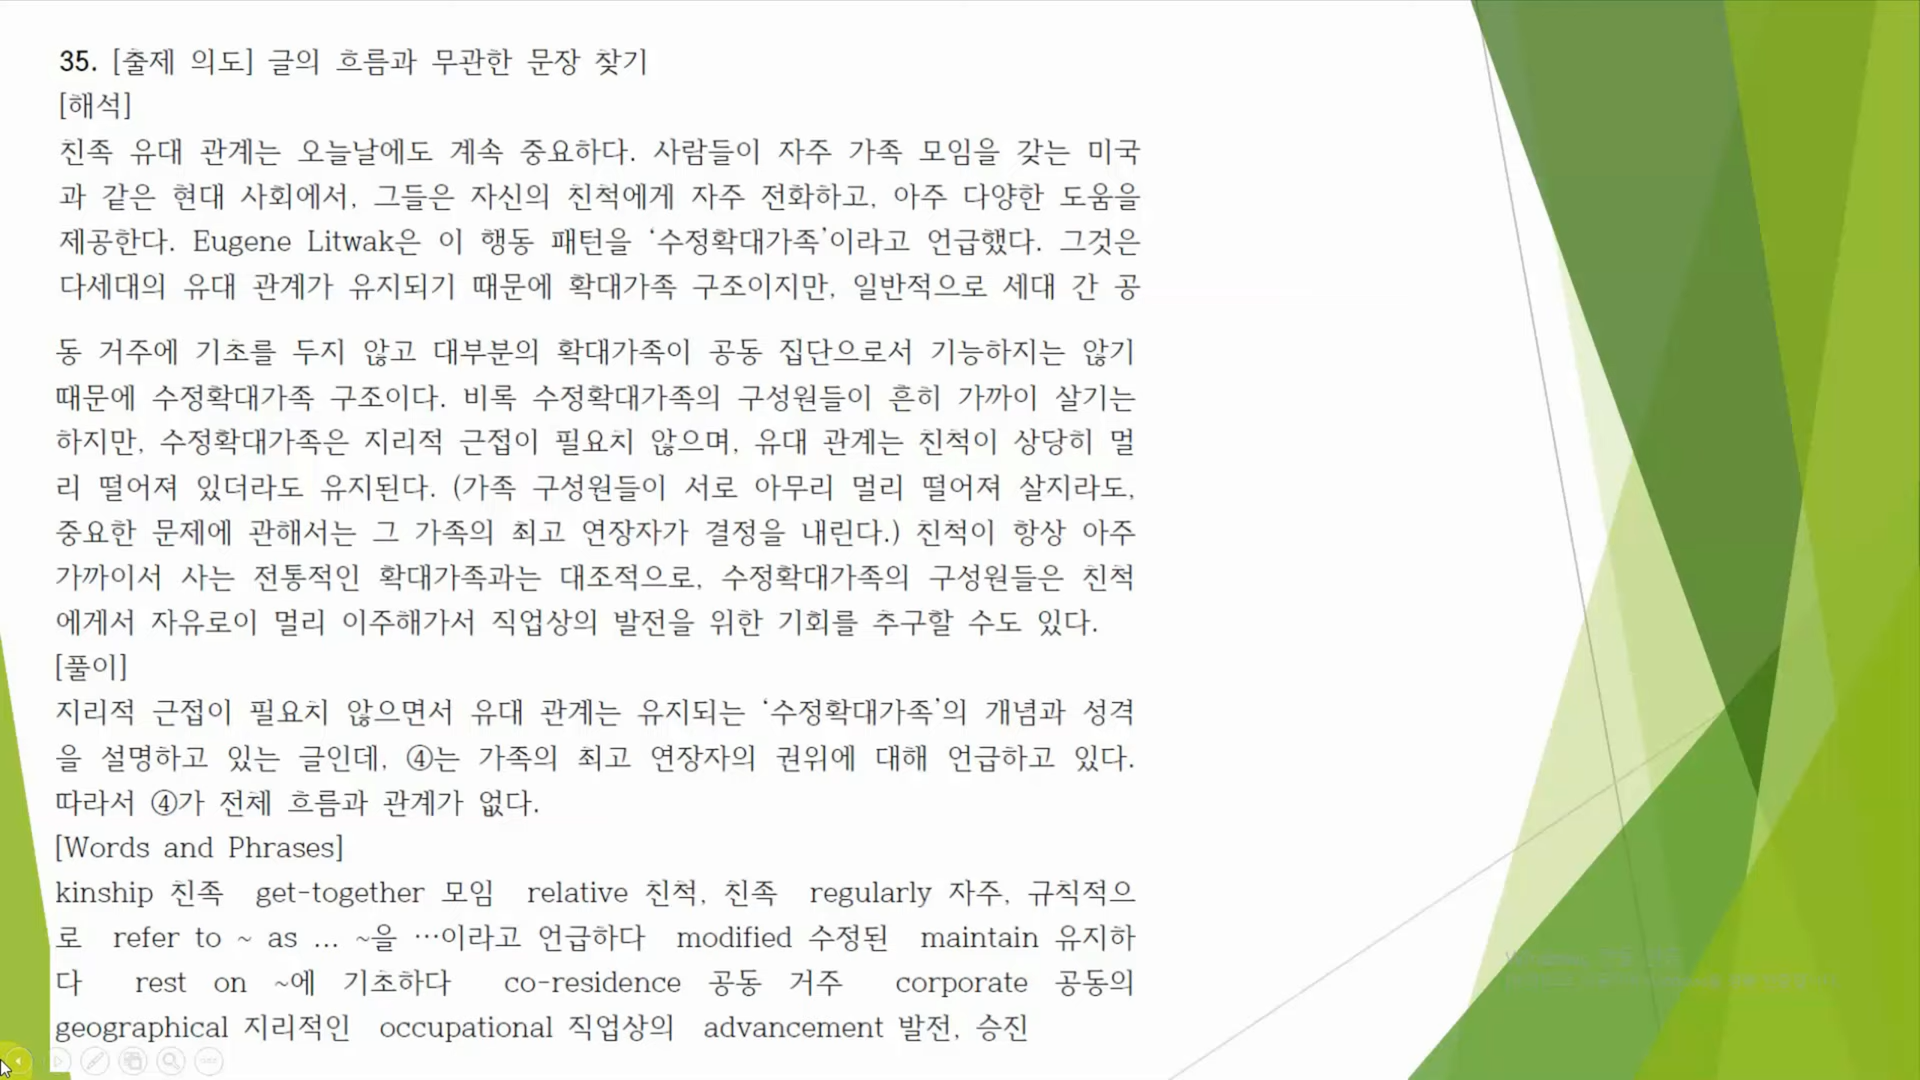 35. [출제 의도] 글의 흐름과 무관한 문장 찾기
[해석]
친족 유대 관계는 오늘날에도 계속 중요하다. 사람들이 자주 가족 모임을 갖는 미국
과 같은 현대 사회에서, 그들은 자신의 친척에게 자주 전화하고, 아주 다양한 도움을
제공한다. Eugene Litwak은 이 행동 패턴을 ‘수정확대가족’이라고 언급했다. 그것은
다세대의 유대 관계가 유지되기 때문에 확대가족 구조이지만, 일반적으로 세대 간 공
동 거주에 기초를 두지 않고 대부분의 확대가족이 공동 집단으로서 기능하지는 않기
때문에 수정확대가족 구조이다. 비록 수정확대가족의 구성원들이 흔히 가까이 살기는
하지만, 수정확대가족은 지리적 근접이 필요치 않으며, 유대 관계는 친척이 상당히 멀
리 떨어져 있더라도 유지된다. (가족 구성원들이 서로 아무리 멀리 떨어져 살지라도,
중요한 문제에 관해서는 그 가족의 최고 연장자가 결정을 내린다.) 친척이 항상 아주
가까이서 사는 전통적인 확대가족과는 대조적으로, 수정확대가족의 구성원들은 친척
에게서 자유로이 멀리 이주해가서 직업상의 발전을 위한 기회를 추구할 수도 있다.
[풀이]
지리적 근접이 필요치 않으면서 유대 관계는 유지되는 ‘수정확대가족’의 개념과 성격
을 설명하고 있는 글인데, ④는 가족의 최고 연장자의 권위에 대해 언급하고 있다.
따라서 ④가 전체 흐름과 관계가 없다.
[Words and Phrases]
kinship 친족 get-together 모임 relative 친척, 친족 regularly 자주, 규칙적으
로 refer to ~ as ... ~을 …이라고 언급하다 modified 수정된 maintain 유지하
다 rest on ~에 기초하다 co-residence 공동 거주 corporate 공동의
geographical 지리적인 occupational 직업상의 advancement 발전, 승진